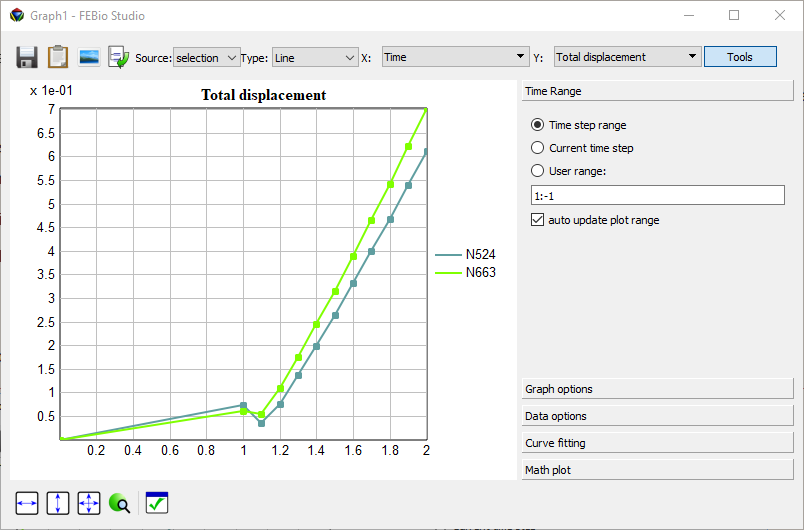 Graph1 - FEBio Studio
Source: selection Type: Line X: Time Y: Total displacement Tools
x 1e-01
Total displacement
7
6.5
6
5.5
5
4.5
4
3.5
3
2.5
2
1.5
1
0.5
0.2 0.4 0.6 0.8 1 1.2 1.4 1.6 1.8 2
N524
N663
Time Range
Time step range
Current time step
User range:
1:-1
auto update plot range
Graph options
Data options
Curve fitting
Math plot